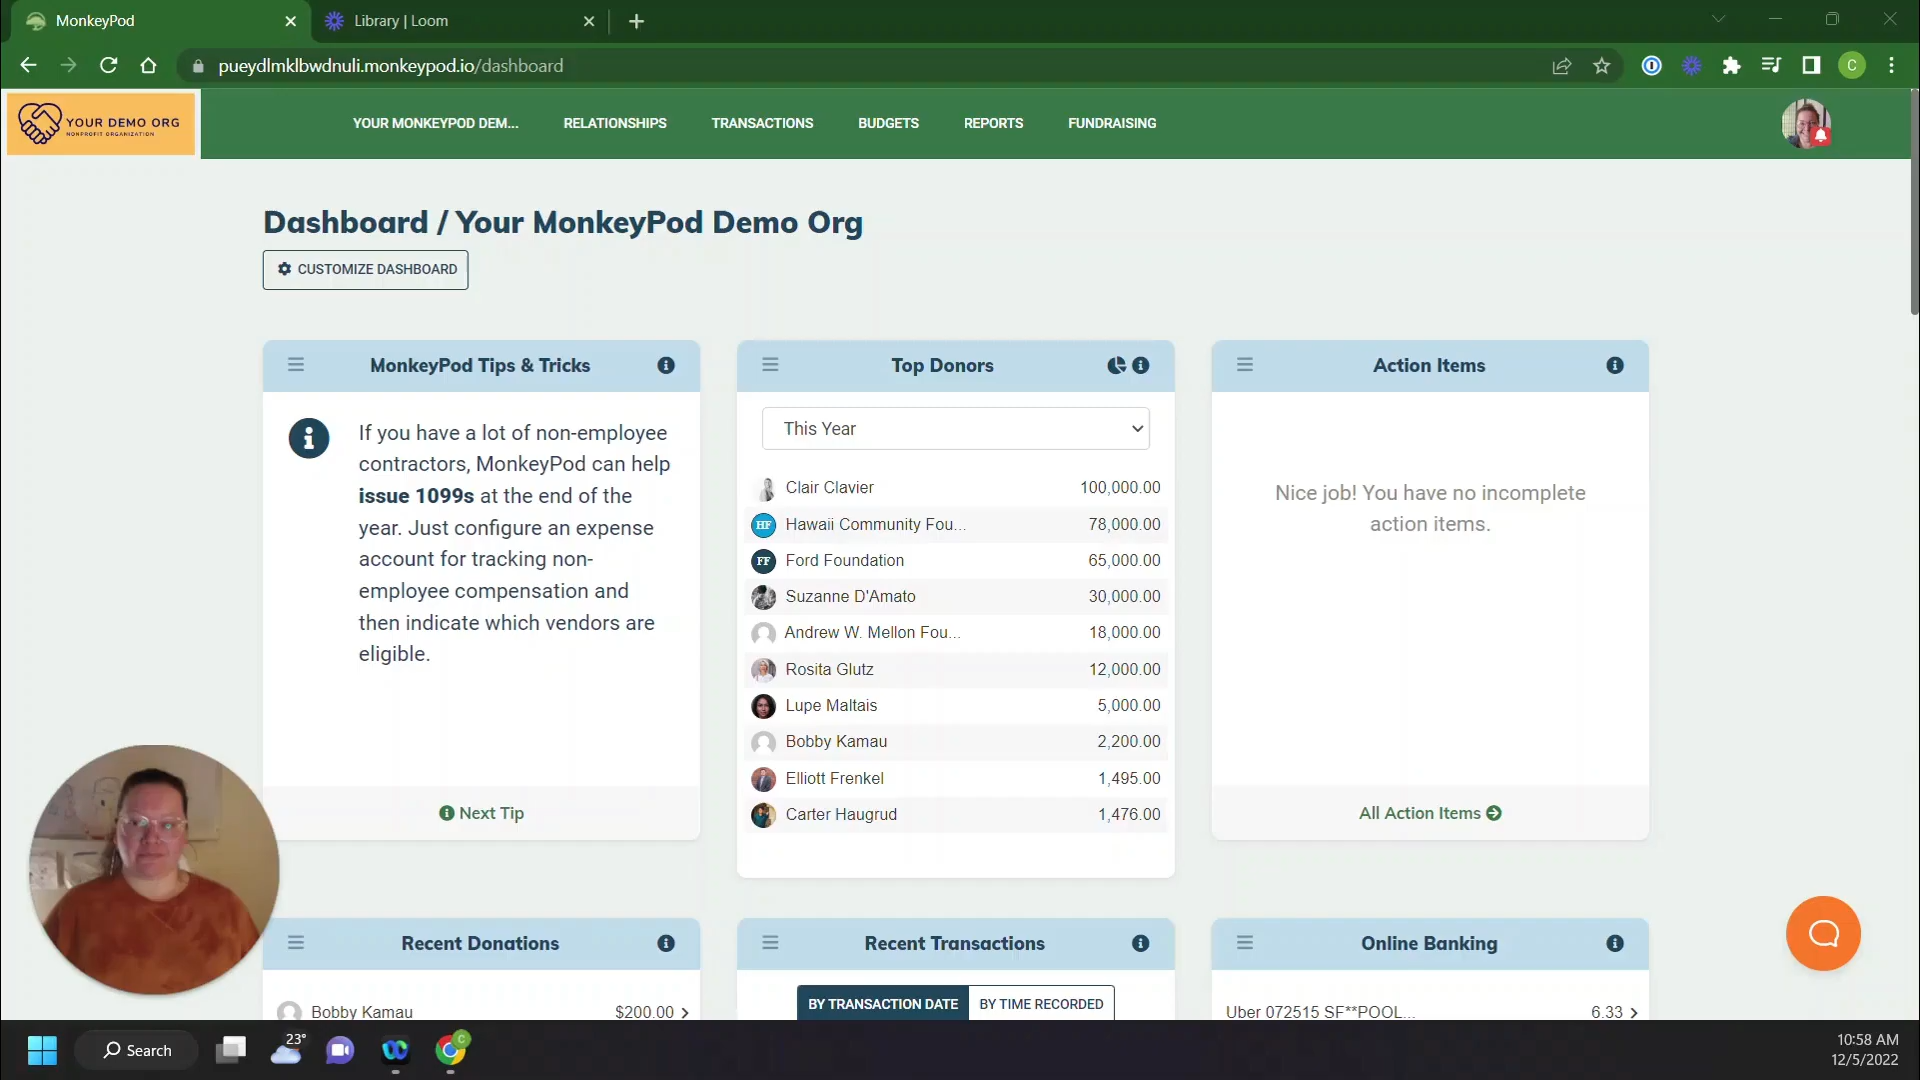 MonkeyPod
Library | Loom
pueydlmklbwdnuli.monkeypod.io/dashboard
C
YOUR DEMO ORG
NONPROFIT ORGANIZATION
YOUR MONKEYPOD DEM...
RELATIONSHIPS
TRANSACTIONS
BUDGETS
REPORTS
FUNDRAISING
Dashboard / Your MonkeyPod Demo Org
CUSTOMIZE DASHBOARD
MonkeyPod Tips & Tricks
If you have a lot of non-employee
contractors, MonkeyPod can help
issue 1099s at the end of the
year. Just configure an expense
account for tracking non-
employee compensation and
then indicate which vendors are
eligible.
Next Tip
Top Donors
This Year
Clair Clavier 100,000.00
HF Hawaii Community Fou... 78,000.00
FF Ford Foundation 65,000.00
Suzanne D'Amato 30,000.00
Andrew W. Mellon Fou... 18,000.00
Rosita Glutz 12,000.00
Lupe Maltais 5,000.00
Bobby Kamau 2,200.00
Elliott Frenkel 1,495.00
Carter Haugrud 1,476.00
Action Items
Nice job! You have no incomplete
action items.
All Action Items
Recent Donations
Bobby Kamau $200.00
Recent Transactions
BY TRANSACTION DATE
BY TIME RECORDED
Online Banking
Uber 072515 SF**POOL... 6.33
Search
23°
C
10:58 AM
12/5/2022